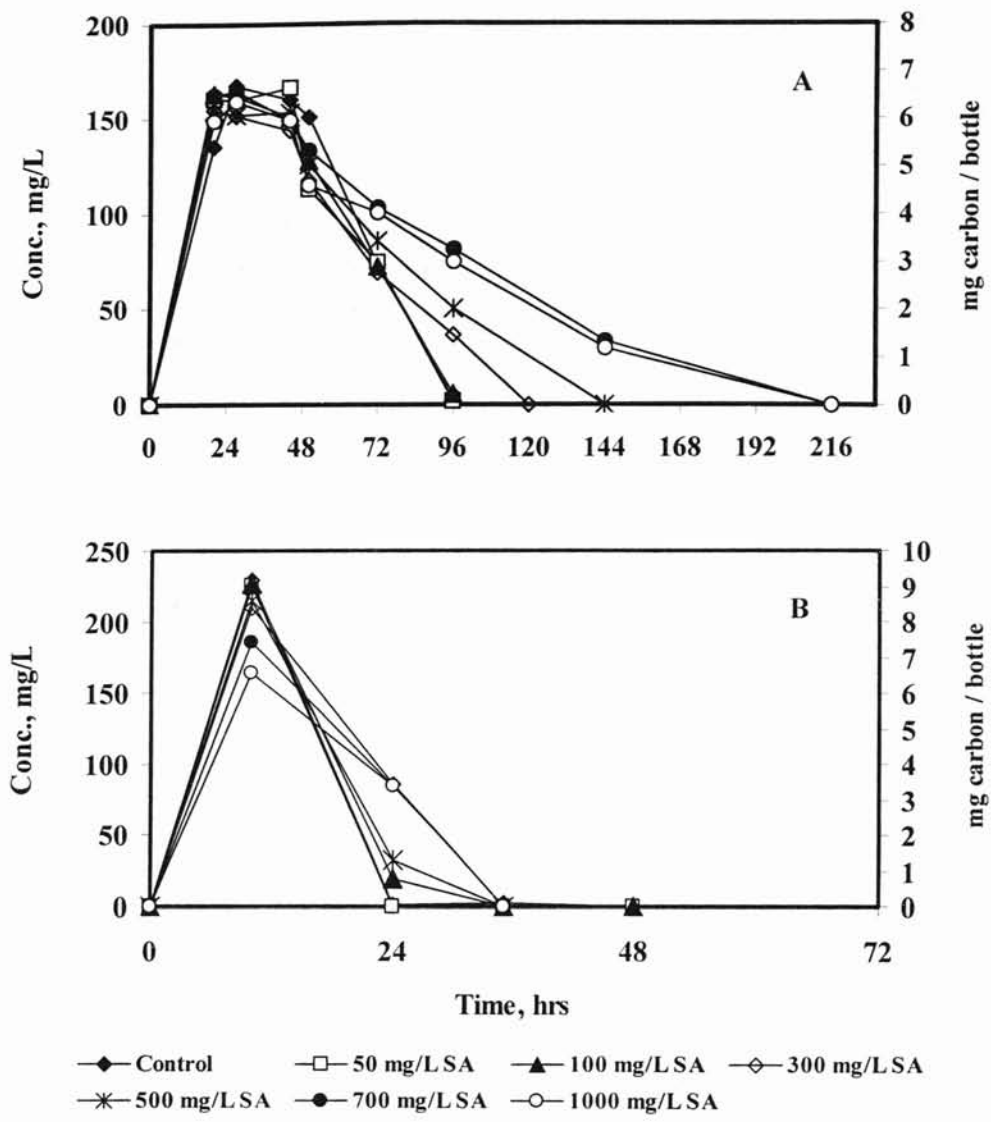 A
Conc., mg/L
mg carbon / bottle
200
150
100
50
0
8
7
6
5
4
3
2
1
0
0 24 48 72 96 120 144 168 192 216
B
Conc., mg/L
mg carbon / bottle
250
200
150
100
50
0
10
9
8
7
6
5
4
3
2
1
0
0 24 48 72
Time, hrs
Control 50 mg/L SA 100 mg/L SA 300 mg/L SA
500 mg/L SA 700 mg/L SA 1000 mg/L SA